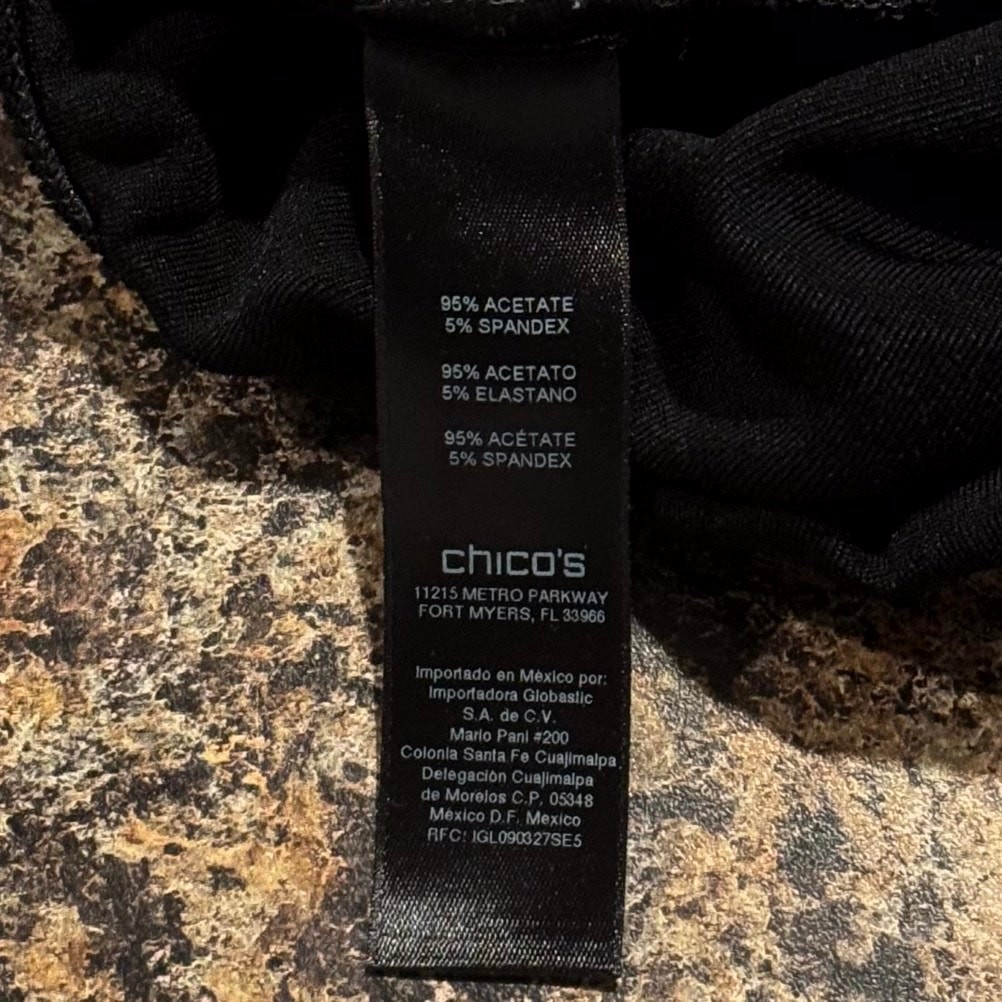 95% ACETATE
5% SPANDEX
95% ACETATO
5% ELASTANO
95% ACÉTATE
5% SPANDEX
chico's
11215 METRO PARKWAY
FORT MYERS, FL 33966
Importado en México por:
Importadora Globastic
S.A. de C.V.
Mario Pani #200
Colonia Santa Fe Cuajimalpa
Delegación Cuajimalpa
de Morelos C.P. 05348
México D.F. Mexico
RFC: IGL090327SE5